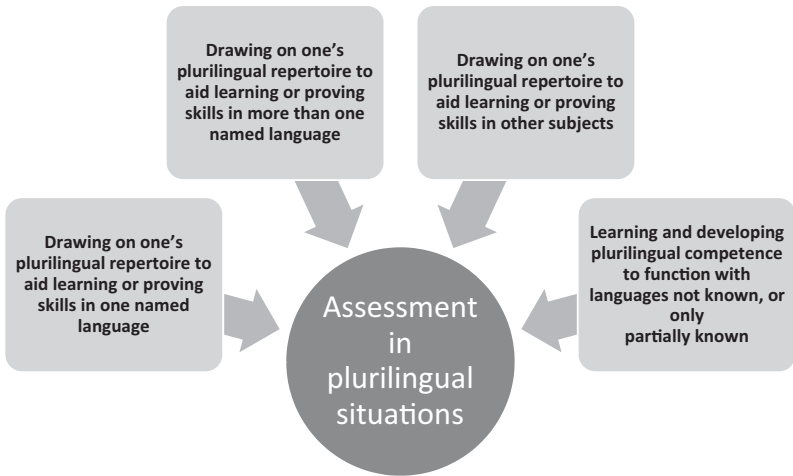 Drawing on one's
plurilingual repertoire to
aid learning or proving
skills in more than one
named language
Drawing on one's
plurilingual repertoire to
aid learning or proving
skills in other subjects
Drawing on one's
plurilingual repertoire to
aid learning or proving
skills in one named
language
Learning and developing
plurilingual competence
to function with
languages not known, or
only
partially known
Assessment
in
plurilingual
situations